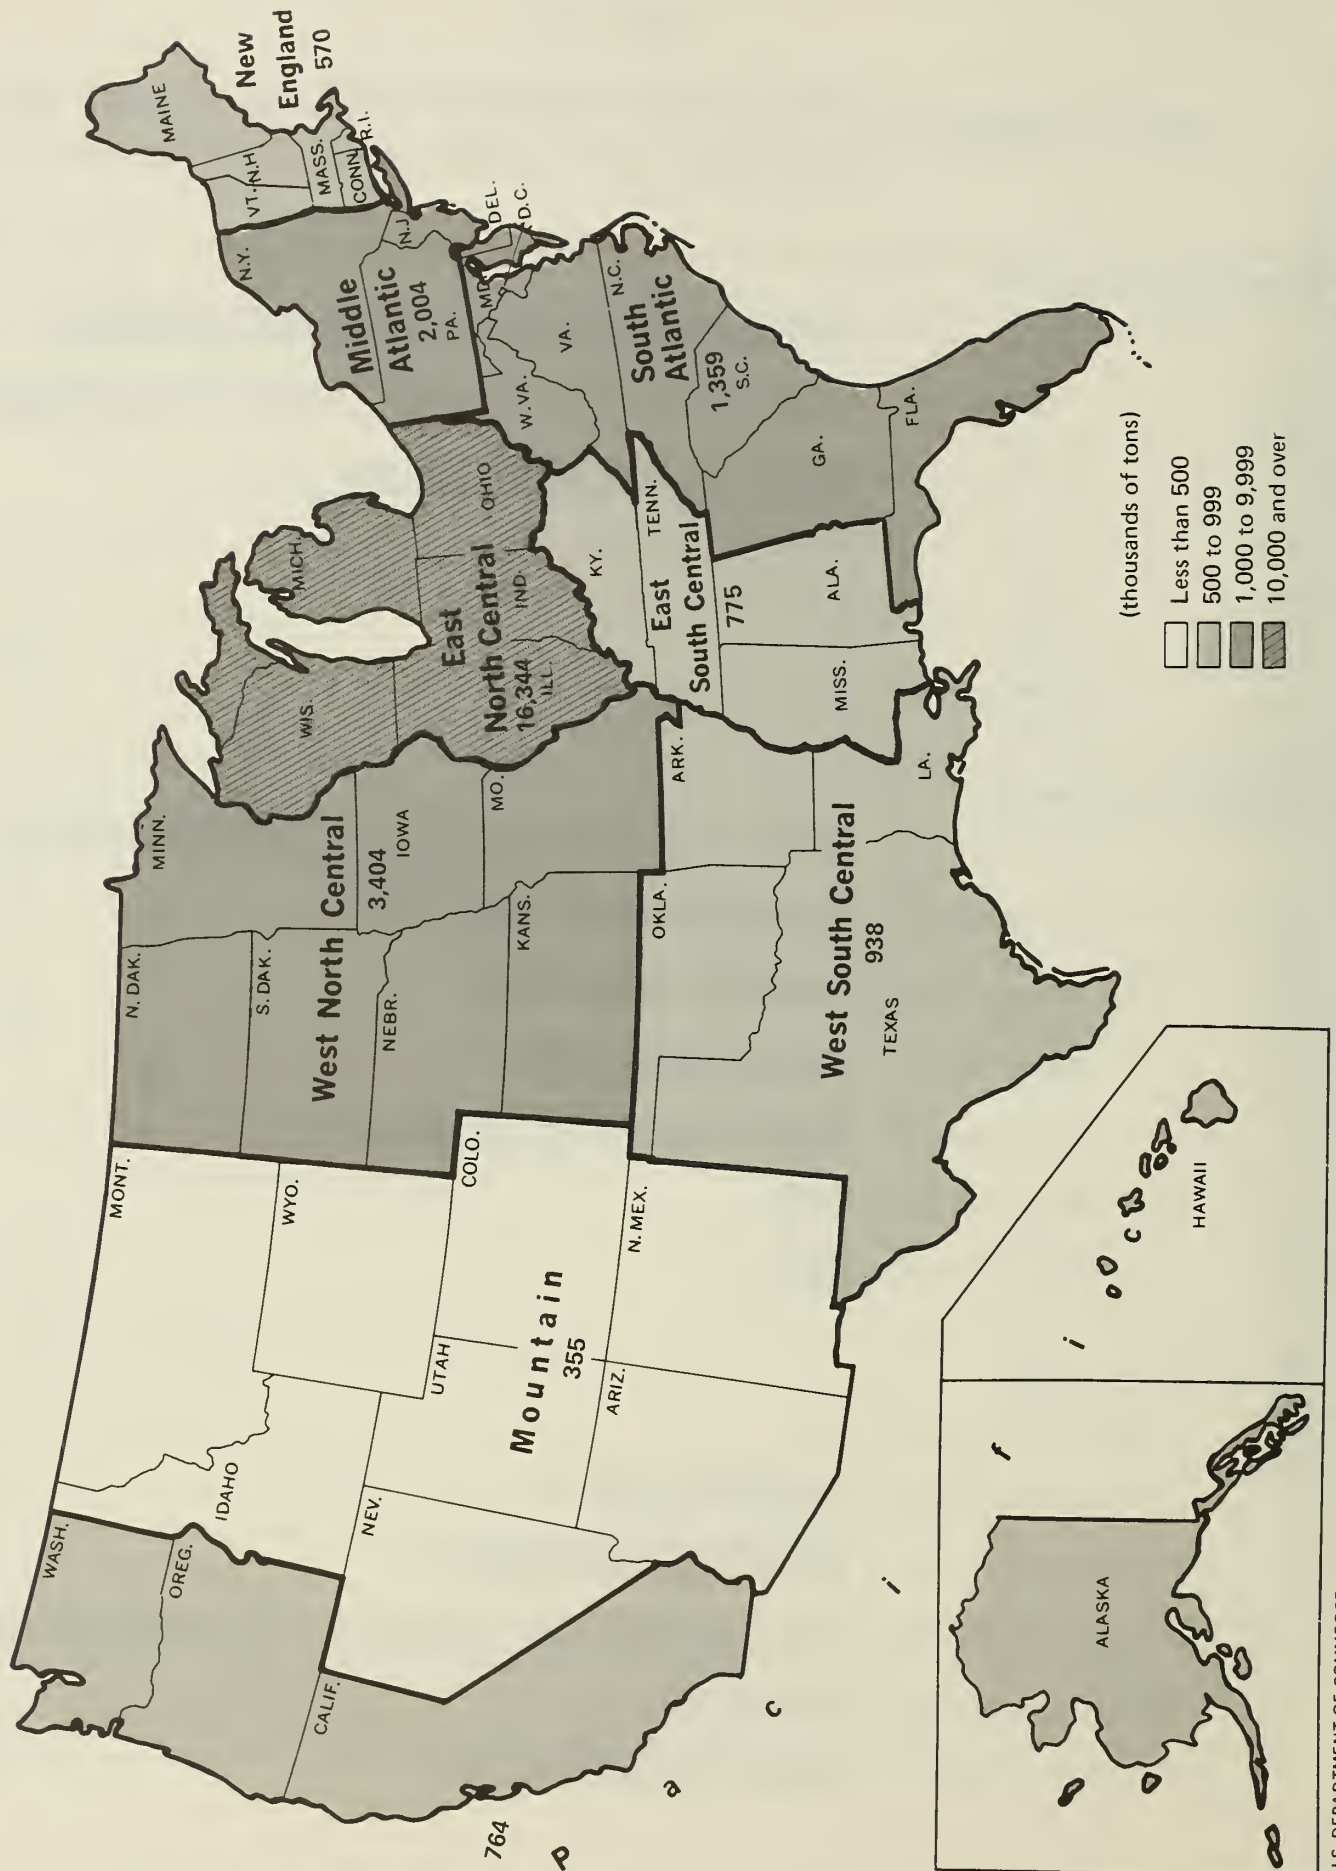 WASH.
OREG.
CALIF.
IDAHO
NEV.
MONT.
WYO.
UTAH
COLO.
ARIZ.
N. MEX.
Mountain
355
764
P a c i f i c
N. DAK.
S. DAK.
NEBR.
KANS.
MINN.
IOWA
MO.
West North Central
3,404
OKLA.
ARK.
TEXAS
LA.
West South Central
938
WIS.
MICH.
ILL.
IND.
OHIO
East
North Central
16,344
KY.
TENN.
MISS.
ALA.
East
South Central
775
N.Y.
N.J.
PA.
Middle
Atlantic
2,004
MAINE
VT.
N.H
MASS.
CONN.
R.I.
New
England
570
DEL.
MD.
D.C.
W. VA.
VA.
N.C.
S.C.
GA.
FLA.
South
Atlantic
1,359
ALASKA
HAWAII
(thousands of tons)
Less than 500
500 to 999
1,000 to 9,999
10,000 and over